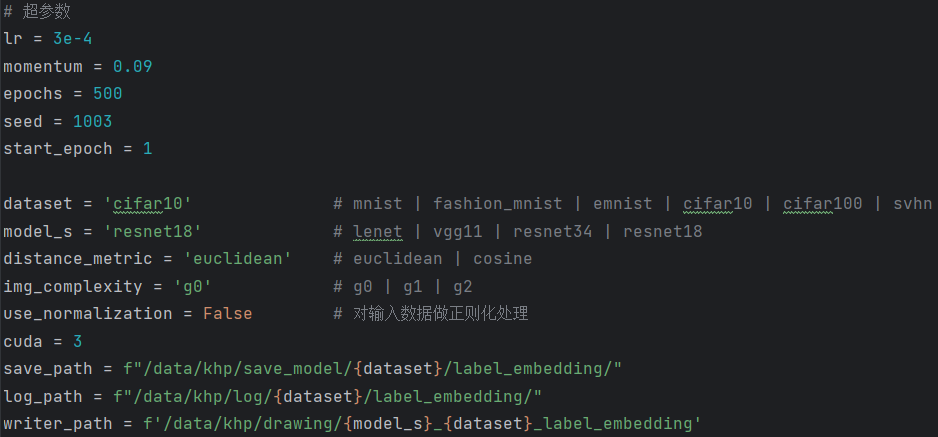 # 超参数
lr = 3e-4
momentum = 0.09
epochs = 500
seed = 1003
start_epoch = 1
dataset = 'cifar10' # mnist | fashion_mnist | emnist | cifar10 | cifar100 | svhn
model_s = 'resnet18' # lenet | vgg11 | resnet34 | resnet18
distance_metric = 'euclidean' # euclidean | cosine
img_complexity = 'g0' # g0 | g1 | g2
use_normalization = False # 对输入数据做正则化处理
cuda = 3
save_path = f"/data/khp/save_model/{dataset}/label_embedding/"
log_path = f"/data/khp/log/{dataset}/label_embedding/"
writer_path = f'/data/khp/drawing/{model_s}_{dataset}_label_embedding'